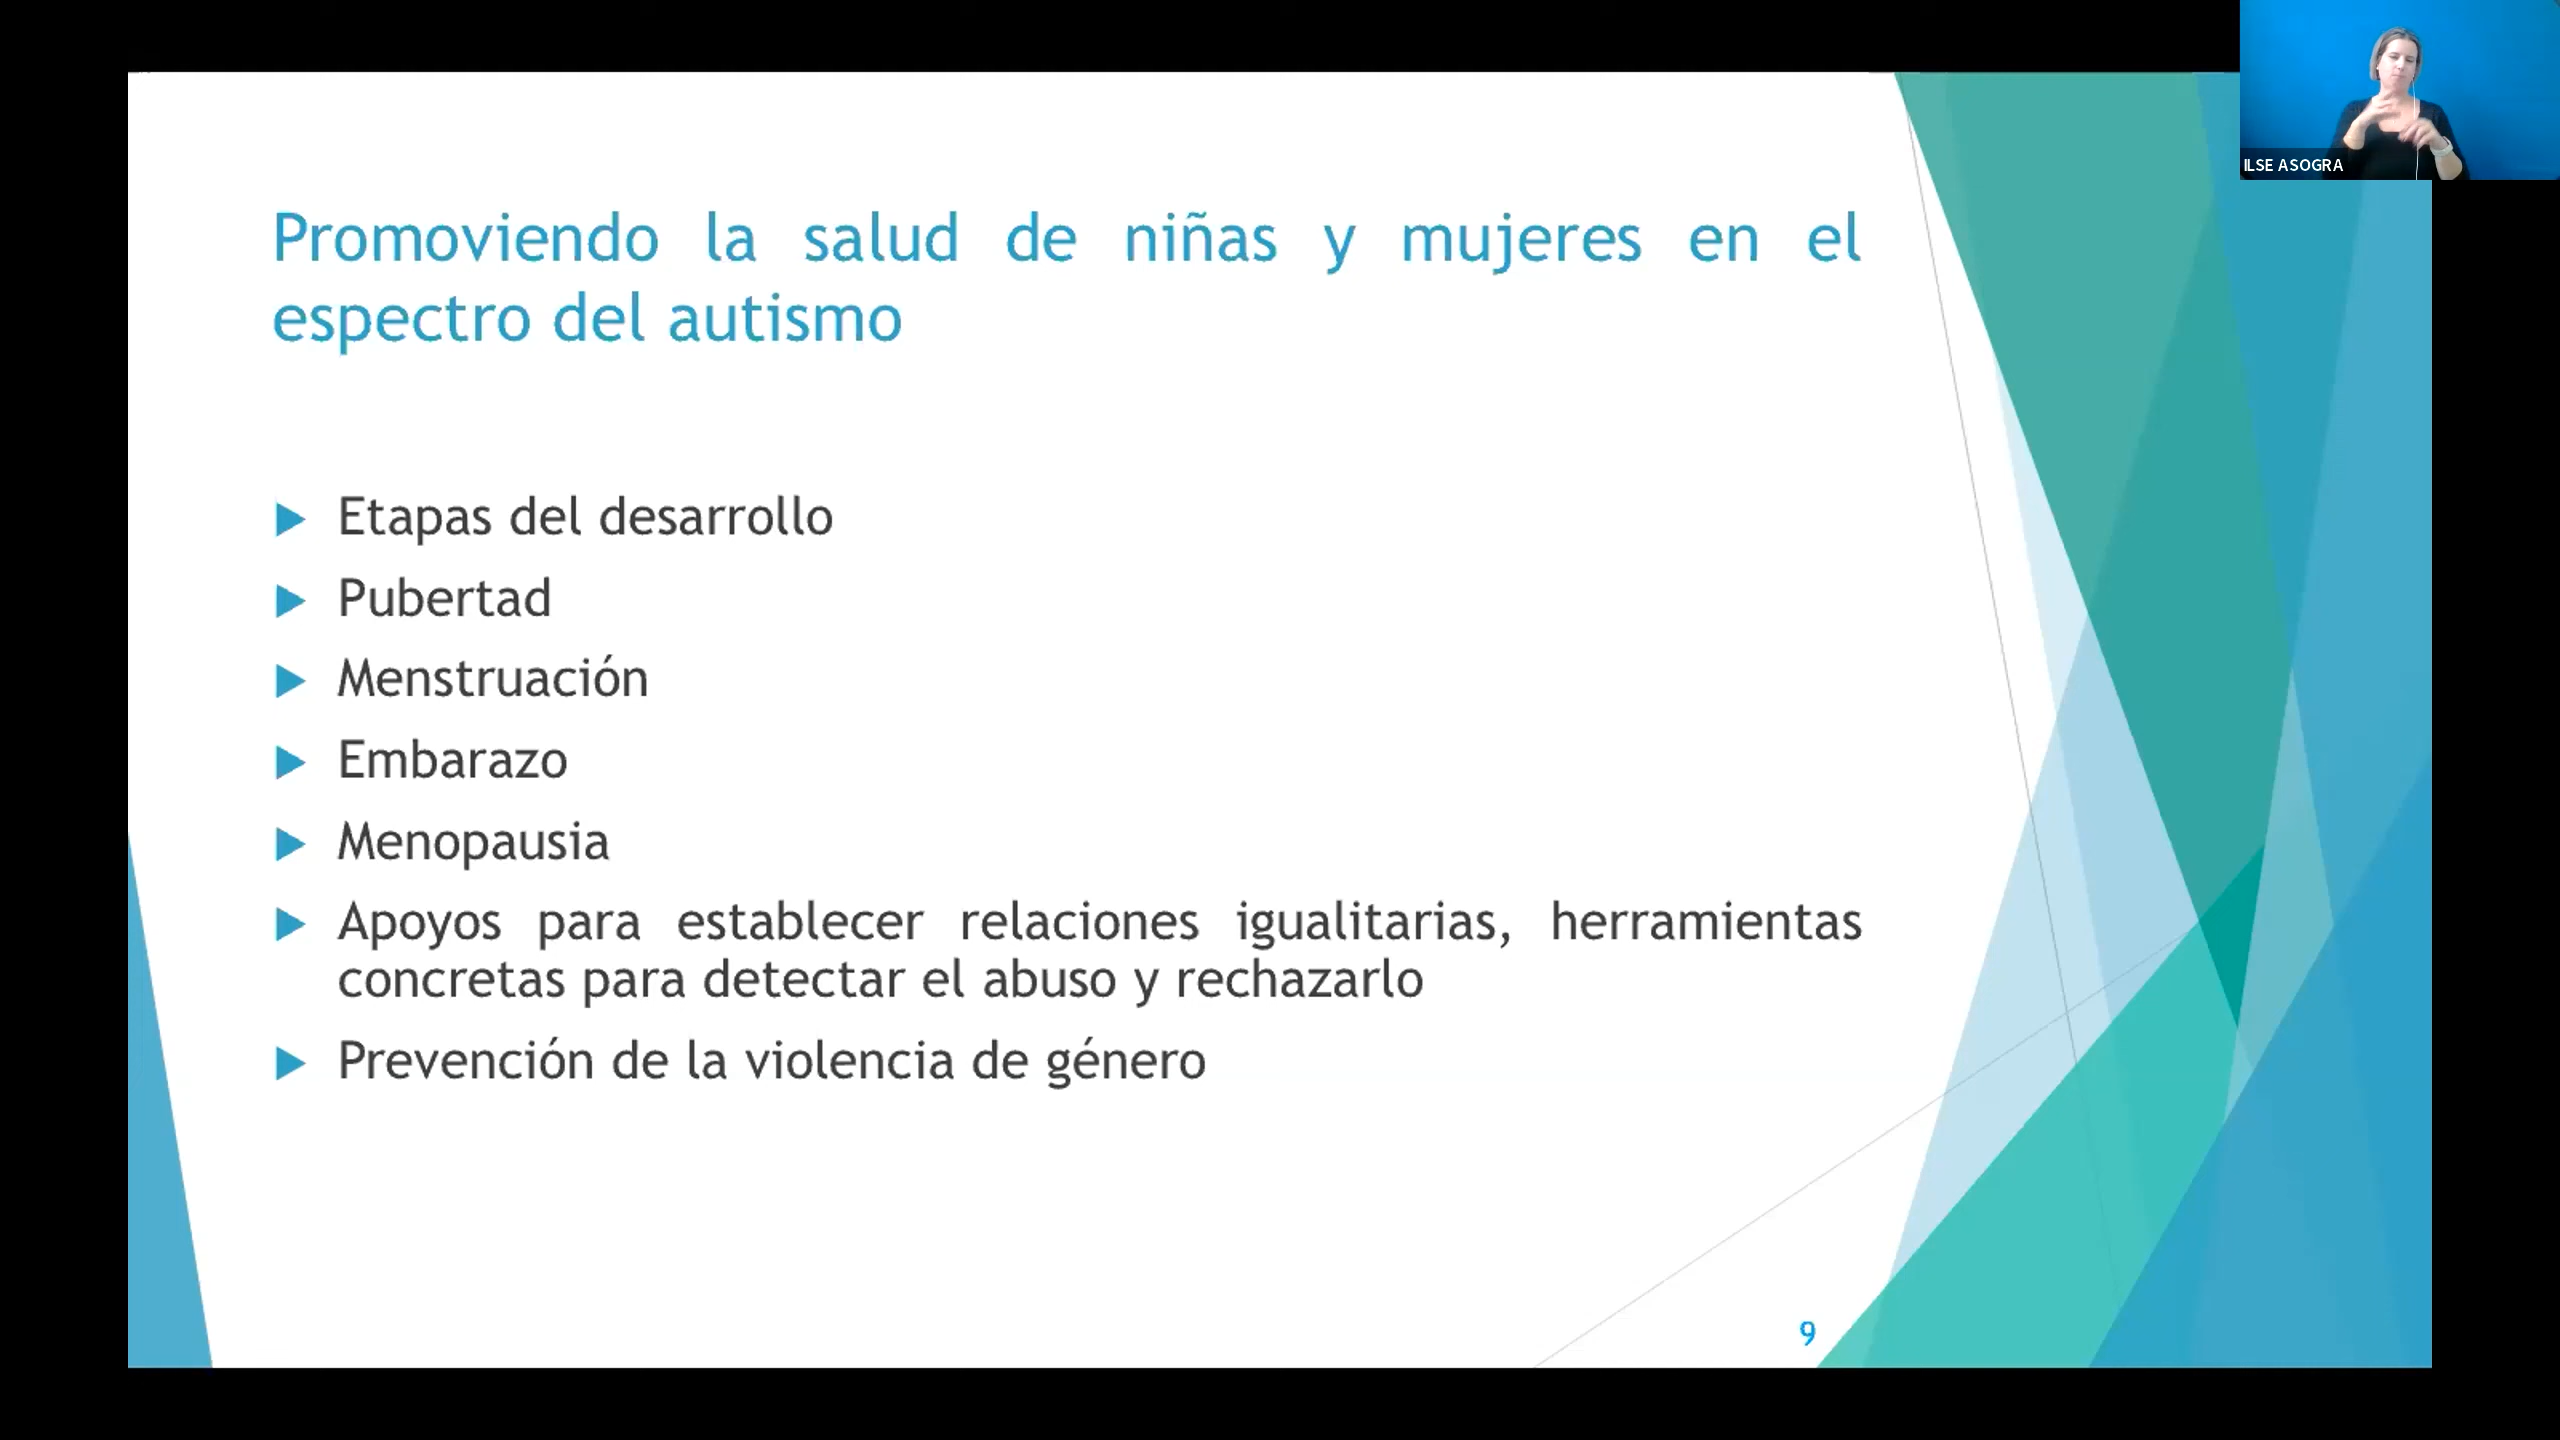 ILSE ASOGRA
Promoviendo la salud de niñas y mujeres en el
espectro del autismo
Etapas del desarrollo
Pubertad
Menstruación
Embarazo
Menopausia
Apoyos para establecer relaciones igualitarias, herramientas
concretas para detectar el abuso y rechazarlo
Prevención de la violencia de género
9